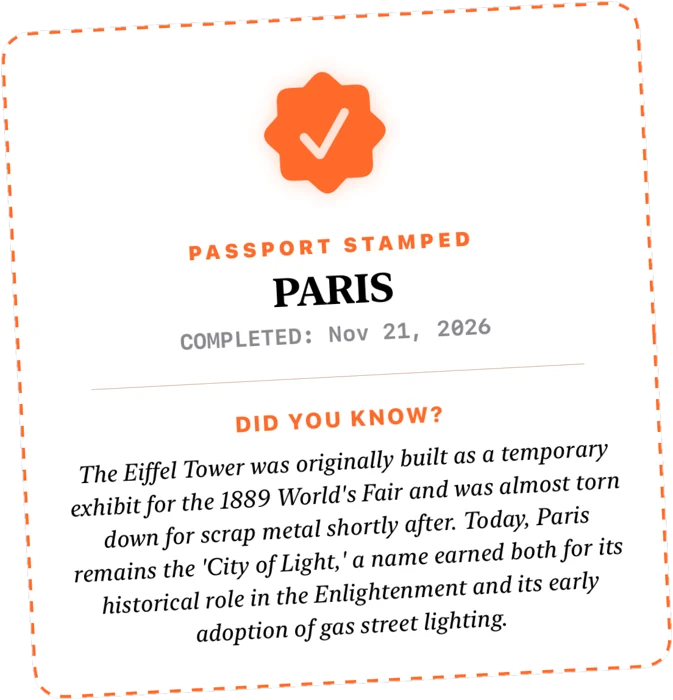 PASSPORT STAMPED
PARIS
COMPLETED: Nov 21, 2026
DID YOU KNOW?
The Eiffel Tower was originally built as a temporary
exhibit for the 1889 World's Fair and was almost torn
down for scrap metal shortly after. Today, Paris
remains the 'City of Light,' a name earned both for its
historical role in the Enlightenment and its early
adoption of gas street lighting.